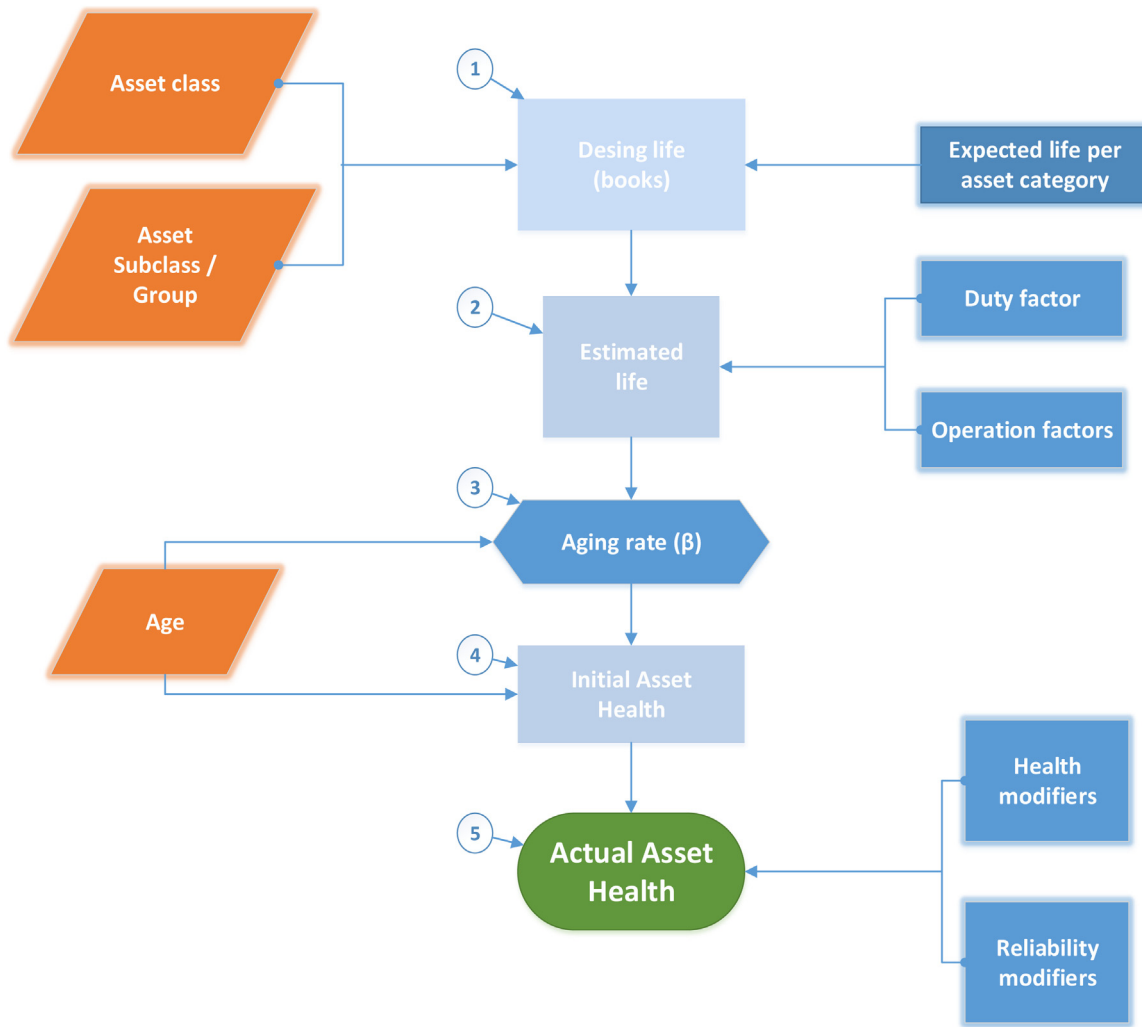 Asset class
1
Desing life
(books)
Expected life per
asset category
Asset
Subclass /
Group
2
Estimated
life
Duty factor
Operation factors
3
Aging rate (β)
Age
4
Initial Asset
Health
Health
modifiers
5
Actual Asset
Health
Reliability
modifiers